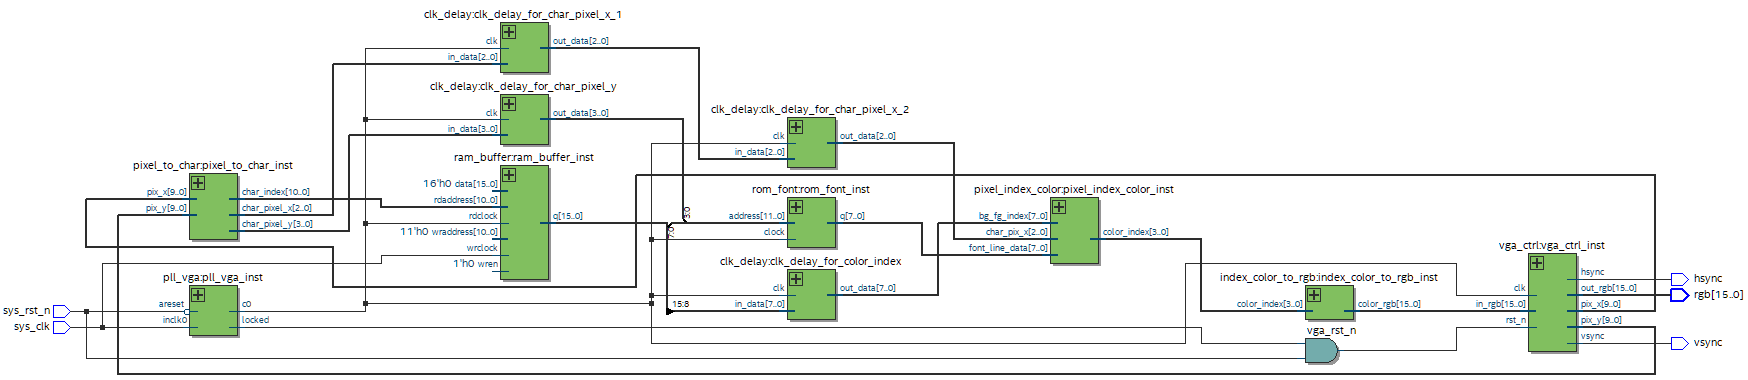 clk_delay:clk_delay_for_char_pixel_x_1
clk
in_data[2..0]
out_data[2..0]
clk_delay:clk_delay_for_char_pixel_y
clk
in_data[3..0]
out_data[3..0]
clk_delay:clk_delay_for_char_pixel_x_2
clk
in_data[2..0]
out_data[2..0]
pixel_to_char:pixel_to_char_inst
pix_x[9..0]
pix_y[9..0]
char_index[10..0]
char_pixel_x[2..0]
char_pixel_y[3..0]
ram_buffer:ram_buffer_inst
16'h0 data[15..0]
rdaddress[10..0]
rdclock
11'h0 wraddress[10..0]
wrclock
1'h0 wren
q[15..0]
3:0
7:0
15:8
rom_font:rom_font_inst
address[11..0]
clock
q[7..0]
pixel_index_color:pixel_index_color_inst
bg_fg_index[7..0]
char_pix_x[2..0]
font_line_data[7..0]
color_index[3..0]
clk_delay:clk_delay_for_color_index
clk
in_data[7..0]
out_data[7..0]
vga_ctrl:vga_ctrl_inst
clk
in_rgb[15..0]
rst_n
hsync
out_rgb[15..0]
pix_x[9..0]
pix_y[9..0]
vsync
hsync
rgb[15..0]
vsync
pll_vga:pll_vga_inst
areset
inclk0
c0
locked
index_color_to_rgb:index_color_to_rgb_inst
color_index[3..0]
color_rgb[15..0]
sys_rst_n
sys_clk
vga_rst_n